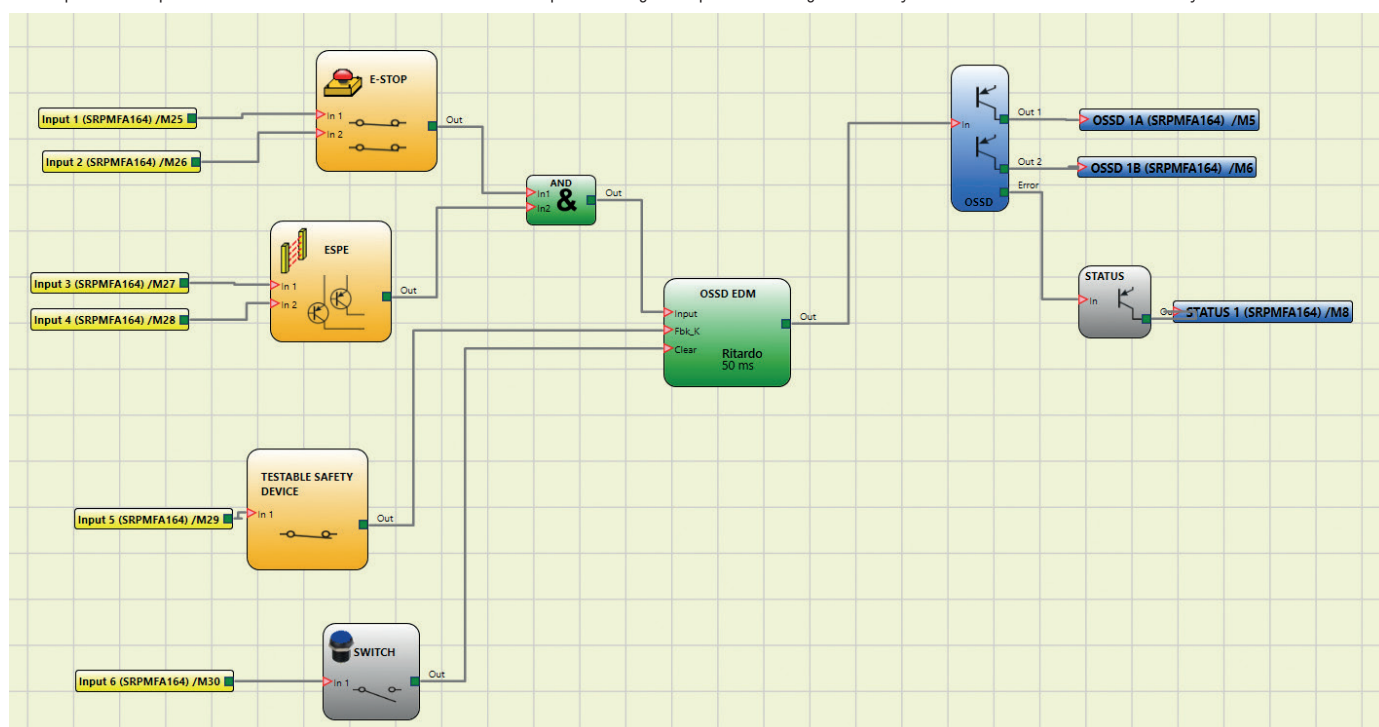 E-STOP
Input 1 (SRPMFA164) /M25
In 1
Out
In 2
Input 2 (SRPMFA164) /M26
AND
In1
&
Out
In2
ESPE
Input 3 (SRPMFA164) /M27
In 1
Out
In 2
Input 4 (SRPMFA164) /M28
OSSD EDM
Input
Out
Fbk_K
Clear
Ritardo
50 ms
In
Out 1
OSSD 1A (SRPMFA164) /M5
Out 2
OSSD 1B (SRPMFA164) /M6
Error
OSSD
STATUS
In
STATUS 1 (SRPMFA164) /M8
TESTABLE SAFETY
DEVICE
Input 5 (SRPMFA164) /M29
In 1
Out
SWITCH
Input 6 (SRPMFA164) /M30
In 1
Out